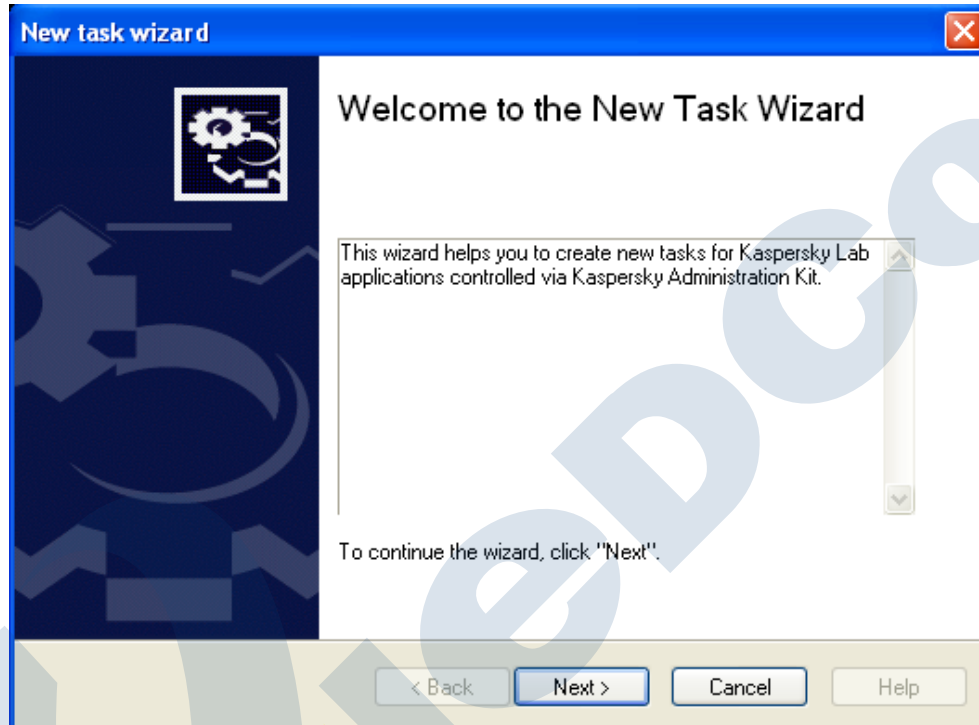 New task wizard
Welcome to the New Task Wizard
This wizard helps you to create new tasks for Kaspersky Lab
applications controlled via Kaspersky Administration Kit.
To continue the wizard, click "Next".
< Back Next > Cancel Help